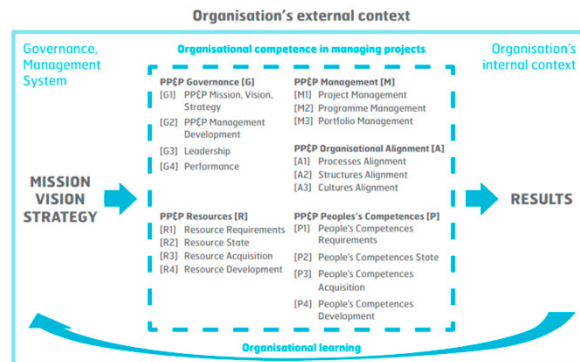 Organisation's external context
Governance,
Management
System
Organisational competence in managing projects
Organisation's
internal context
PP&P Governance [G]
[G1] PP&P Mission, Vision,
Strategy
[G2] PP&P Management
Development
[G3] Leadership
[G4] Performance
PP&P Management [M]
[M1] Project Management
[M2] Programme Management
[M3] Portfolio Management
PP&P Organisational Alignment [A]
[A1] Processes Alignment
[A2] Structures Alignment
[A3] Cultures Alignment
MISSION
VISION
STRATEGY
RESULTS
PP&P Resources [R]
[R1] Resource Requirements
[R2] Resource State
[R3] Resource Acquisition
[R4] Resource Development
PP&P Peoples's Competences [P]
[P1] People's Competences
Requirements
[P2] People's Competences State
[P3] People's Competences
Acquisition
[P4] People's Competences
Development
Organisational learning